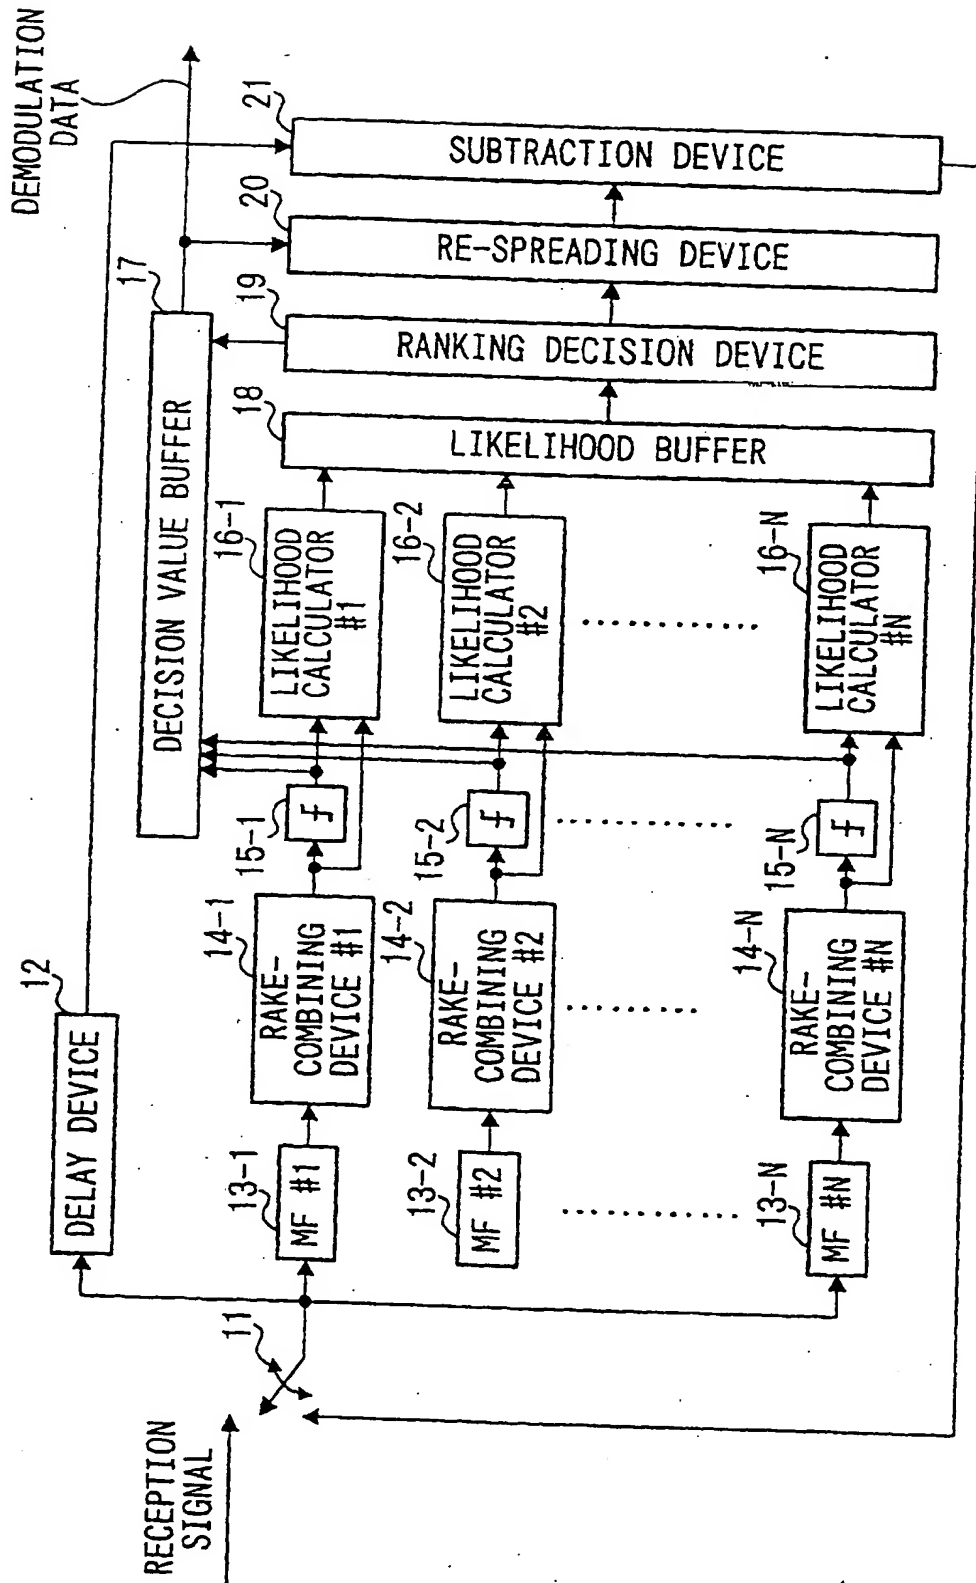 RECEPTION
SIGNAL
11
12
DELAY DEVICE
13-1
MF #1
13-2
MF #2
13-N
MF #N
14-1
RAKE-
COMBINING
DEVICE #1
14-2
RAKE-
COMBINING
DEVICE #2
14-N
RAKE-
COMBINING
DEVICE #N
15-1
15-2
15-N
16-1
LIKELIHOOD
CALCULATOR
#1
16-2
LIKELIHOOD
CALCULATOR
#2
16-N
LIKELIHOOD
CALCULATOR
#N
17
DECISION VALUE BUFFER
18
LIKELIHOOD BUFFER
19
RANKING DECISION DEVICE
20
RE-SPREADING DEVICE
21
SUBTRACTION DEVICE
DEMODULATION
DATA